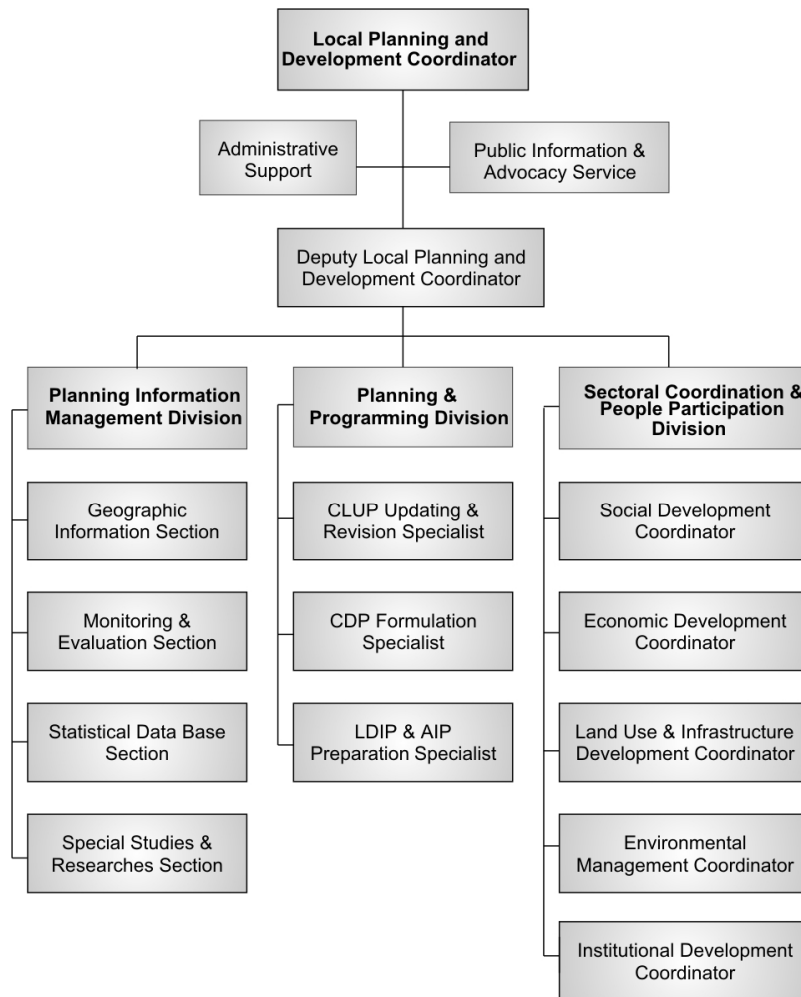 Local Planning and
Development Coordinator
Administrative
Support
Public Information &
Advocacy Service
Deputy Local Planning and
Development Coordinator
Planning Information
Management Division
Planning &
Programming Division
Sectoral Coordination &
People Participation
Division
Geographic
Information Section
CLUP Updating &
Revision Specialist
Social Development
Coordinator
Monitoring &
Evaluation Section
CDP Formulation
Specialist
Economic Development
Coordinator
Statistical Data Base
Section
LDIP & AIP
Preparation Specialist
Land Use & Infrastructure
Development Coordinator
Special Studies &
Researches Section
Environmental
Management Coordinator
Institutional Development
Coordinator